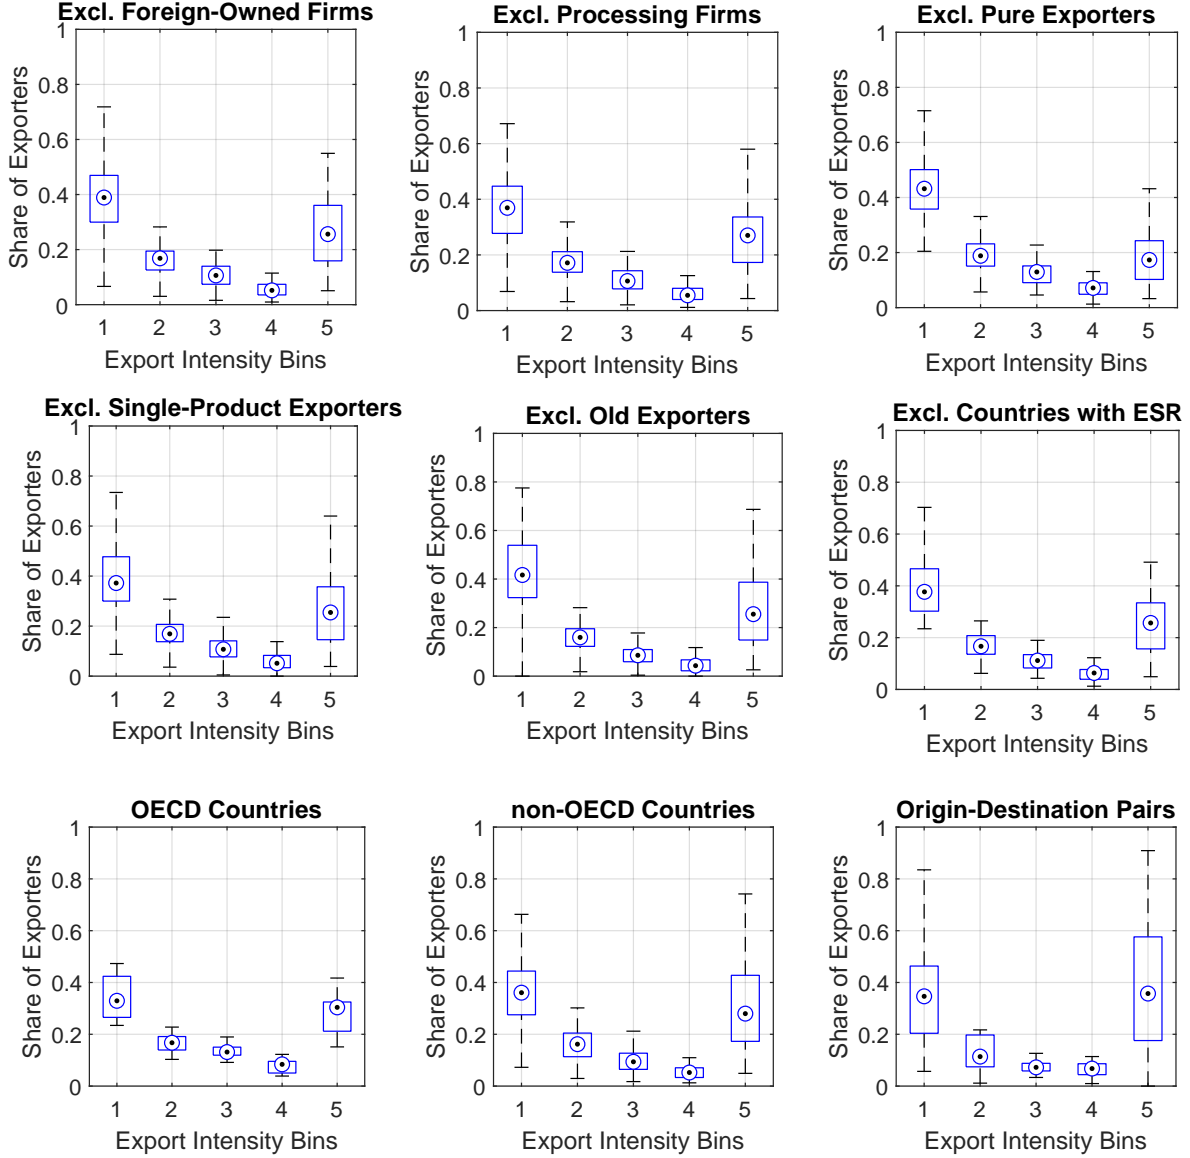 Excl. Foreign-Owned Firms
Share of Exporters
1
0.8
0.6
0.4
0.2
0
1 2 3 4 5
Export Intensity Bins
Excl. Processing Firms
Share of Exporters
1
0.8
0.6
0.4
0.2
0
1 2 3 4 5
Export Intensity Bins
Excl. Pure Exporters
Share of Exporters
1
0.8
0.6
0.4
0.2
0
1 2 3 4 5
Export Intensity Bins
Excl. Single-Product Exporters
Share of Exporters
1
0.8
0.6
0.4
0.2
0
1 2 3 4 5
Export Intensity Bins
Excl. Old Exporters
Share of Exporters
1
0.8
0.6
0.4
0.2
0
1 2 3 4 5
Export Intensity Bins
Excl. Countries with ESR
Share of Exporters
1
0.8
0.6
0.4
0.2
0
1 2 3 4 5
Export Intensity Bins
OECD Countries
Share of Exporters
1
0.8
0.6
0.4
0.2
0
1 2 3 4 5
Export Intensity Bins
non-OECD Countries
Share of Exporters
1
0.8
0.6
0.4
0.2
0
1 2 3 4 5
Export Intensity Bins
Origin-Destination Pairs
Share of Exporters
1
0.8
0.6
0.4
0.2
0
1 2 3 4 5
Export Intensity Bins